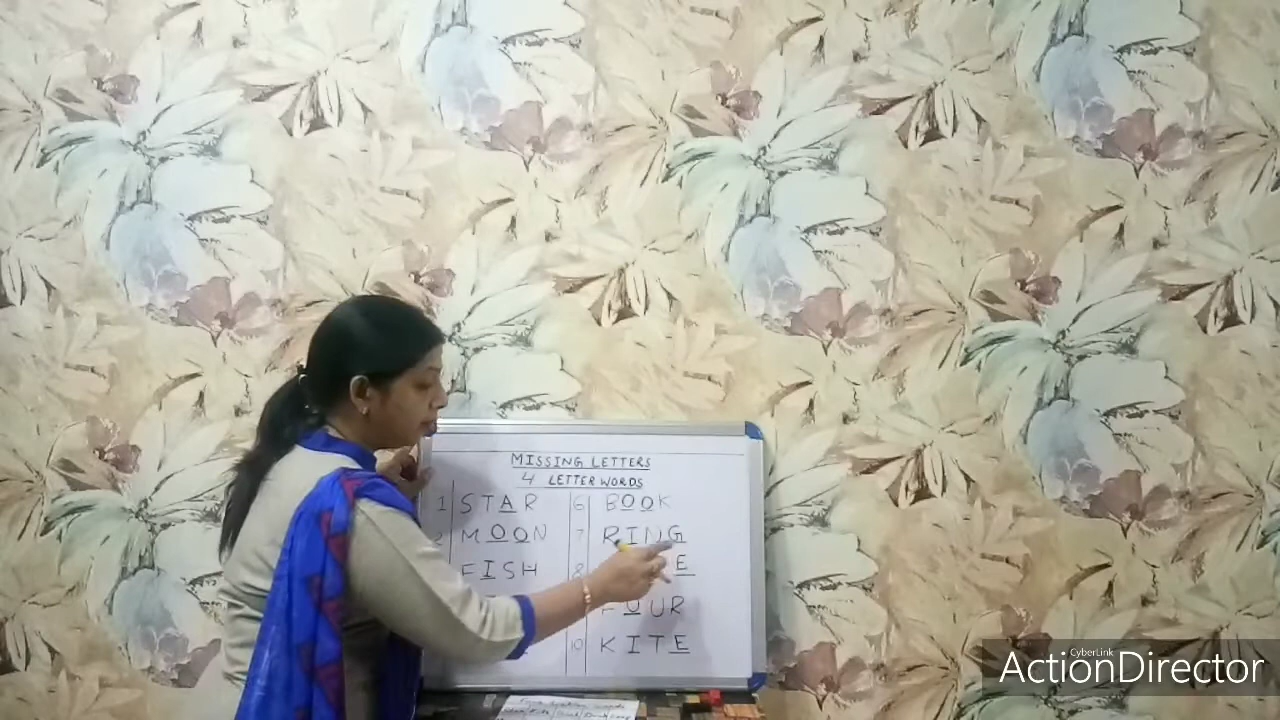 MISSING LETTERS
4 LETTER WORDS
1 STAR 6 BOOK
2 MOON 7 RING
FISH 8 E
FOUR
10 KITE
CyberLink
ActionDirector